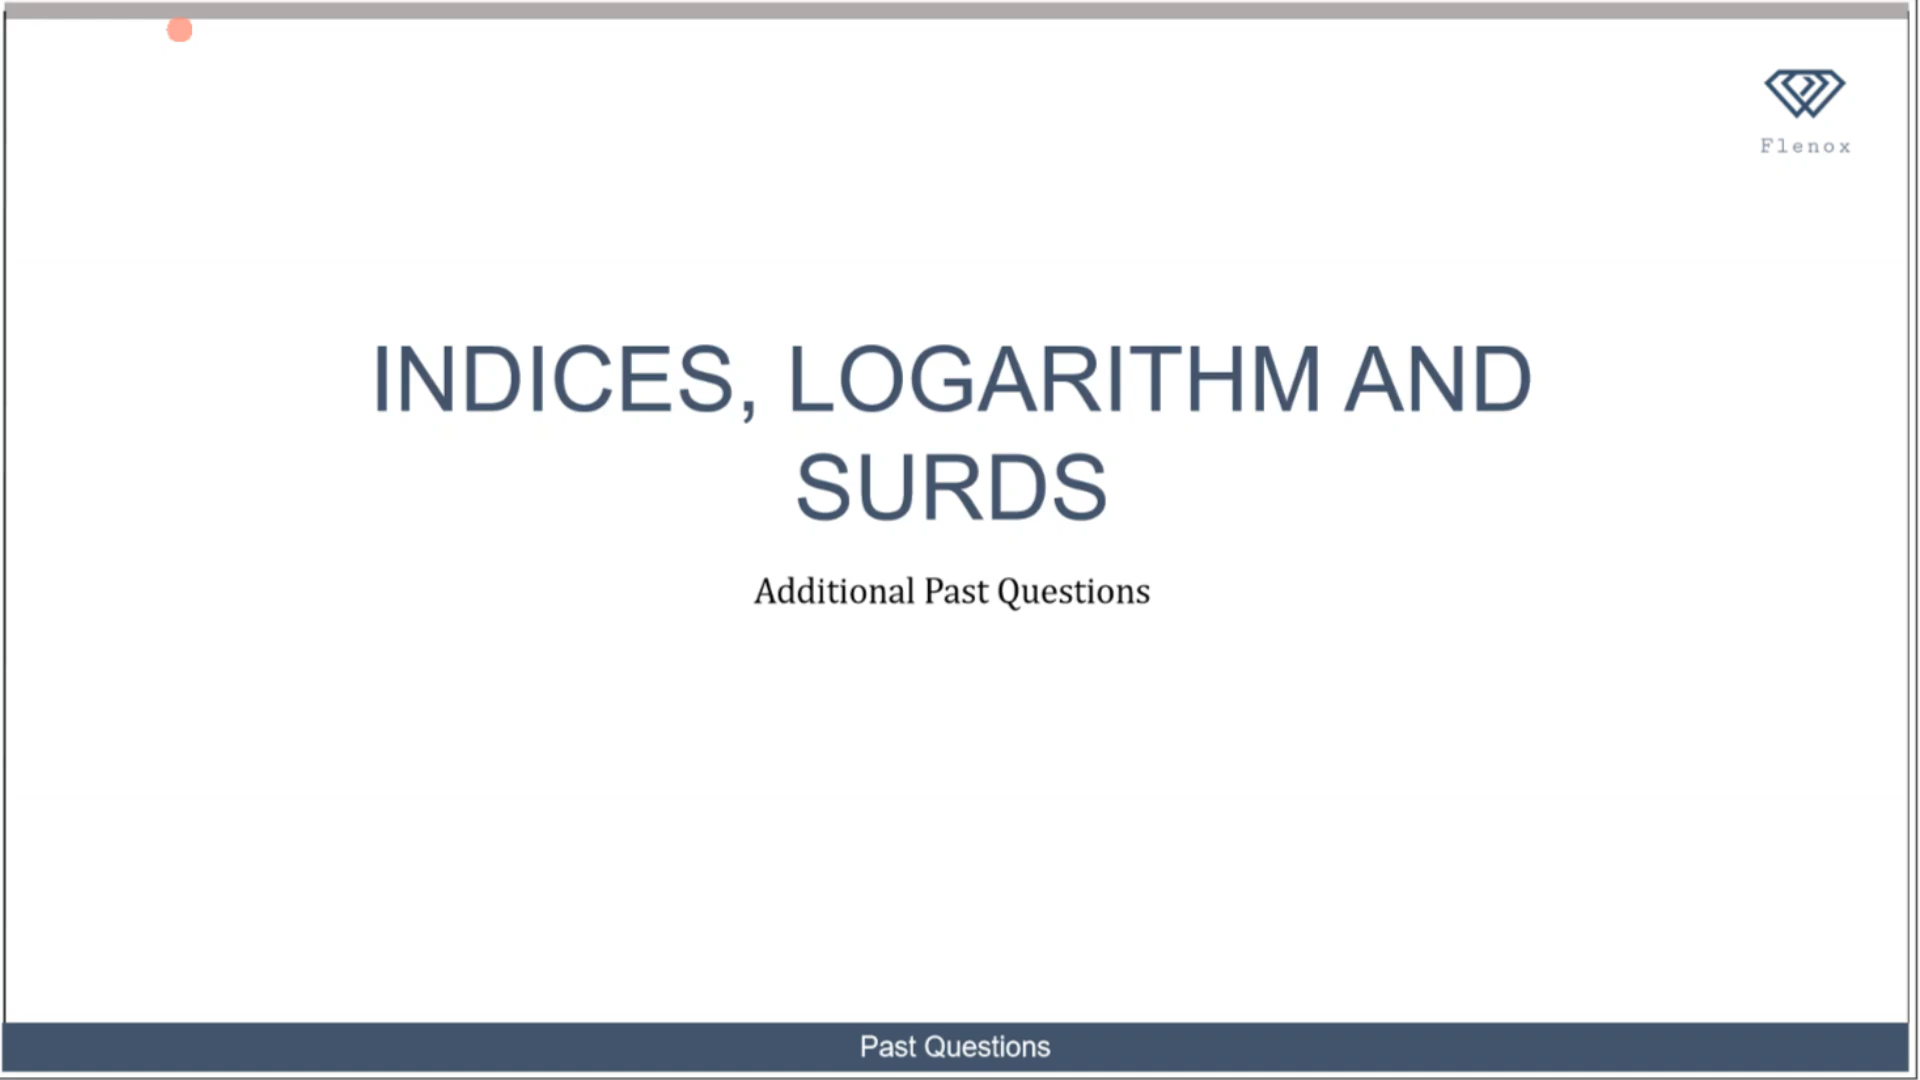 Flenox
INDICES, LOGARITHM AND
SURDS
Additional Past Questions
Past Questions